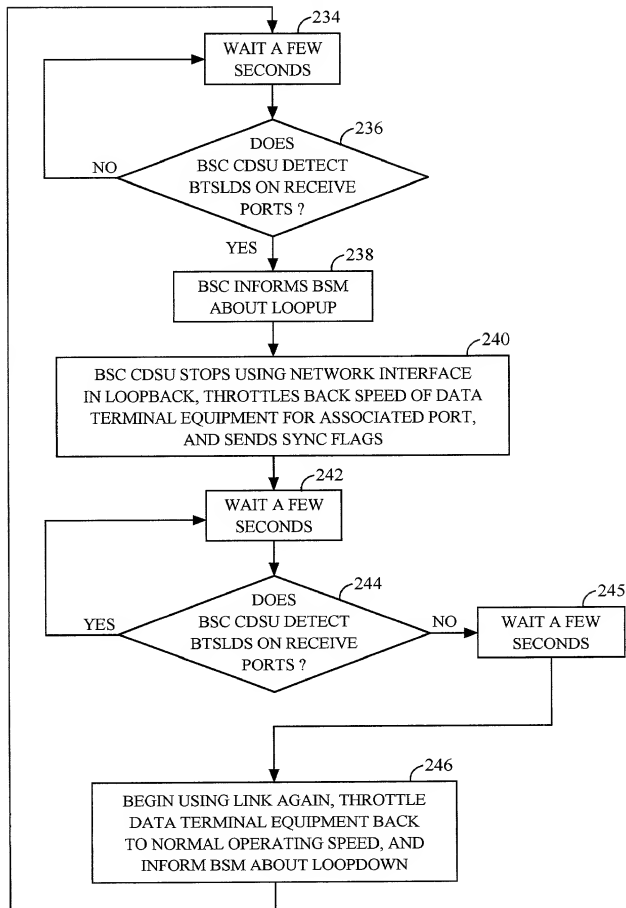 234
WAIT A FEW
SECONDS
236
DOES
BSC CDSU DETECT
BTSLDS ON RECEIVE
PORTS ?
NO
YES
238
BSC INFORMS BSM
ABOUT LOOPUP
240
BSC CDSU STOPS USING NETWORK INTERFACE
IN LOOPBACK, THROTTLES BACK SPEED OF DATA
TERMINAL EQUIPMENT FOR ASSOCIATED PORT,
AND SENDS SYNC FLAGS
242
WAIT A FEW
SECONDS
244
DOES
BSC CDSU DETECT
BTSLDS ON RECEIVE
PORTS ?
YES
NO
245
WAIT A FEW
SECONDS
246
BEGIN USING LINK AGAIN, THROTTLE
DATA TERMINAL EQUIPMENT BACK
TO NORMAL OPERATING SPEED, AND
INFORM BSM ABOUT LOOPDOWN